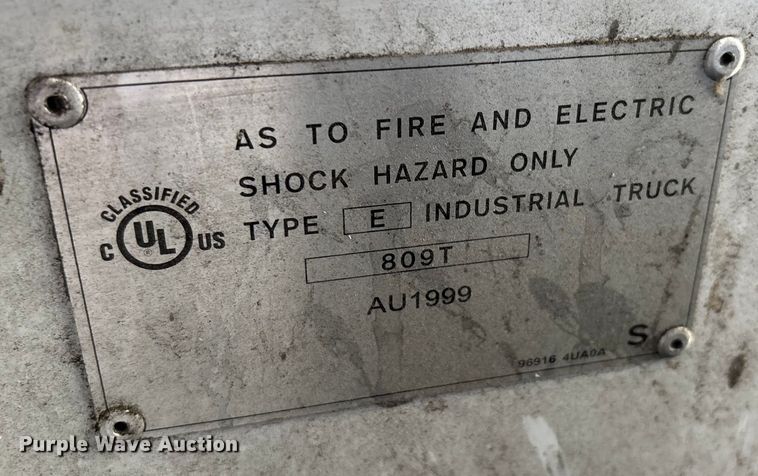 AS TO FIRE AND ELECTRIC
SHOCK HAZARD ONLY
TYPE E INDUSTRIAL TRUCK
809T
AU1999
CLASSIFIED
C UL US
96916 4UA0A
S
Purple Wave Auction